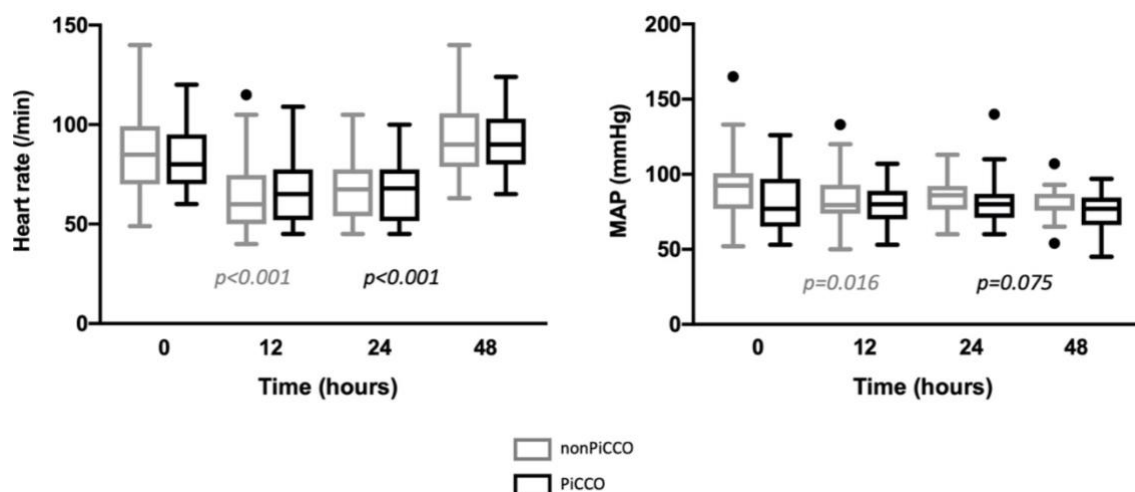 150
100
50
0
Heart rate (/min)
p<0.001
p<0.001
0 12 24 48
Time (hours)
200
150
100
50
0
MAP (mmHg)
p=0.016
p=0.075
0 12 24 48
Time (hours)
nonPiCCO
PiCCO